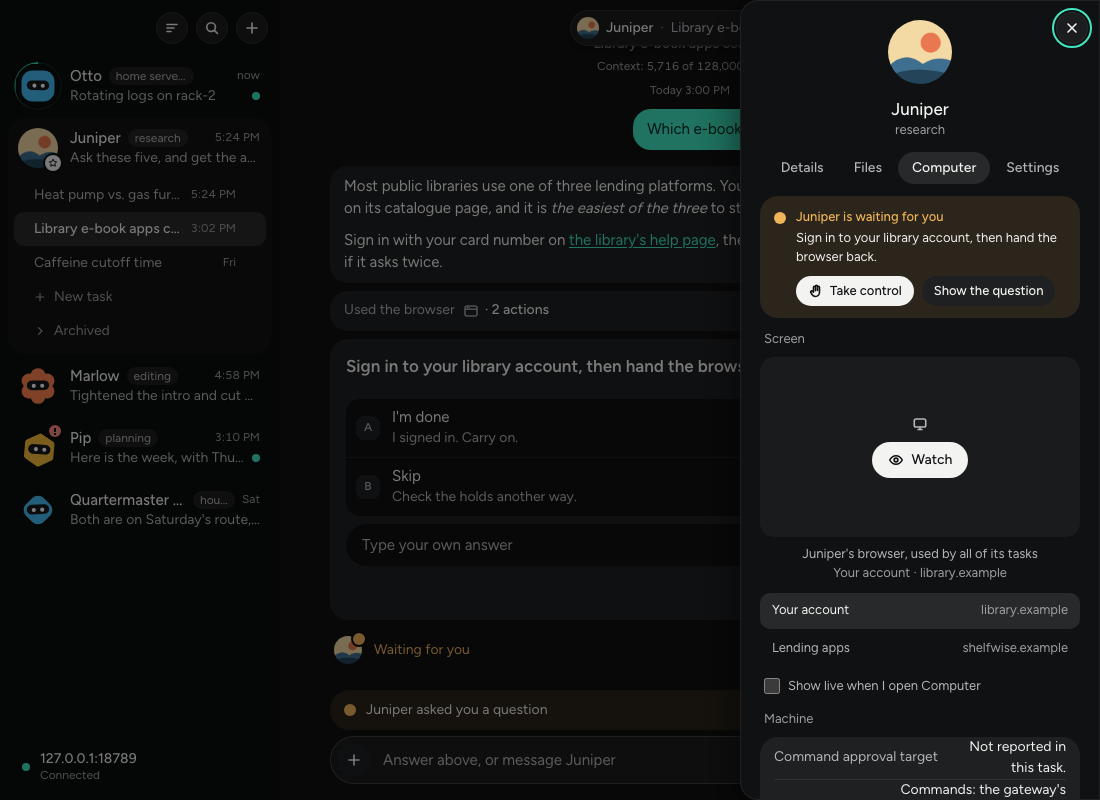 Otto home serve... now
Rotating logs on rack-2
Juniper research 5:24 PM
Ask these five, and get the a...
Heat pump vs. gas fur... 5:24 PM
Library e-book apps c... 3:02 PM
Caffeine cutoff time Fri
+ New task
> Archived
Marlow editing 4:58 PM
Tightened the intro and cut ...
Pip planning 3:10 PM
Here is the week, with Thu...
Quartermaster ... hou... Sat
Both are on Saturday's route,...
127.0.0.1:18789
Connected
Juniper · Library e-b
Context: 5,716 of 128,000
Today 3:00 PM
Which e-book
Most public libraries use one of three lending platforms. You
on its catalogue page, and it is the easiest of the three to st
Sign in with your card number on the library's help page, the
if it asks twice.
Used the browser · 2 actions
Sign in to your library account, then hand the brows
A I'm done
I signed in. Carry on.
B Skip
Check the holds another way.
Type your own answer
Waiting for you
Juniper asked you a question
Answer above, or message Juniper
Juniper
research
Details Files Computer Settings
Juniper is waiting for you
Sign in to your library account, then hand the
browser back.
Take control Show the question
Screen
Watch
Juniper's browser, used by all of its tasks
Your account · library.example
Your account library.example
Lending apps shelfwise.example
Show live when I open Computer
Machine
Command approval target Not reported in
this task.
Commands: the gateway's